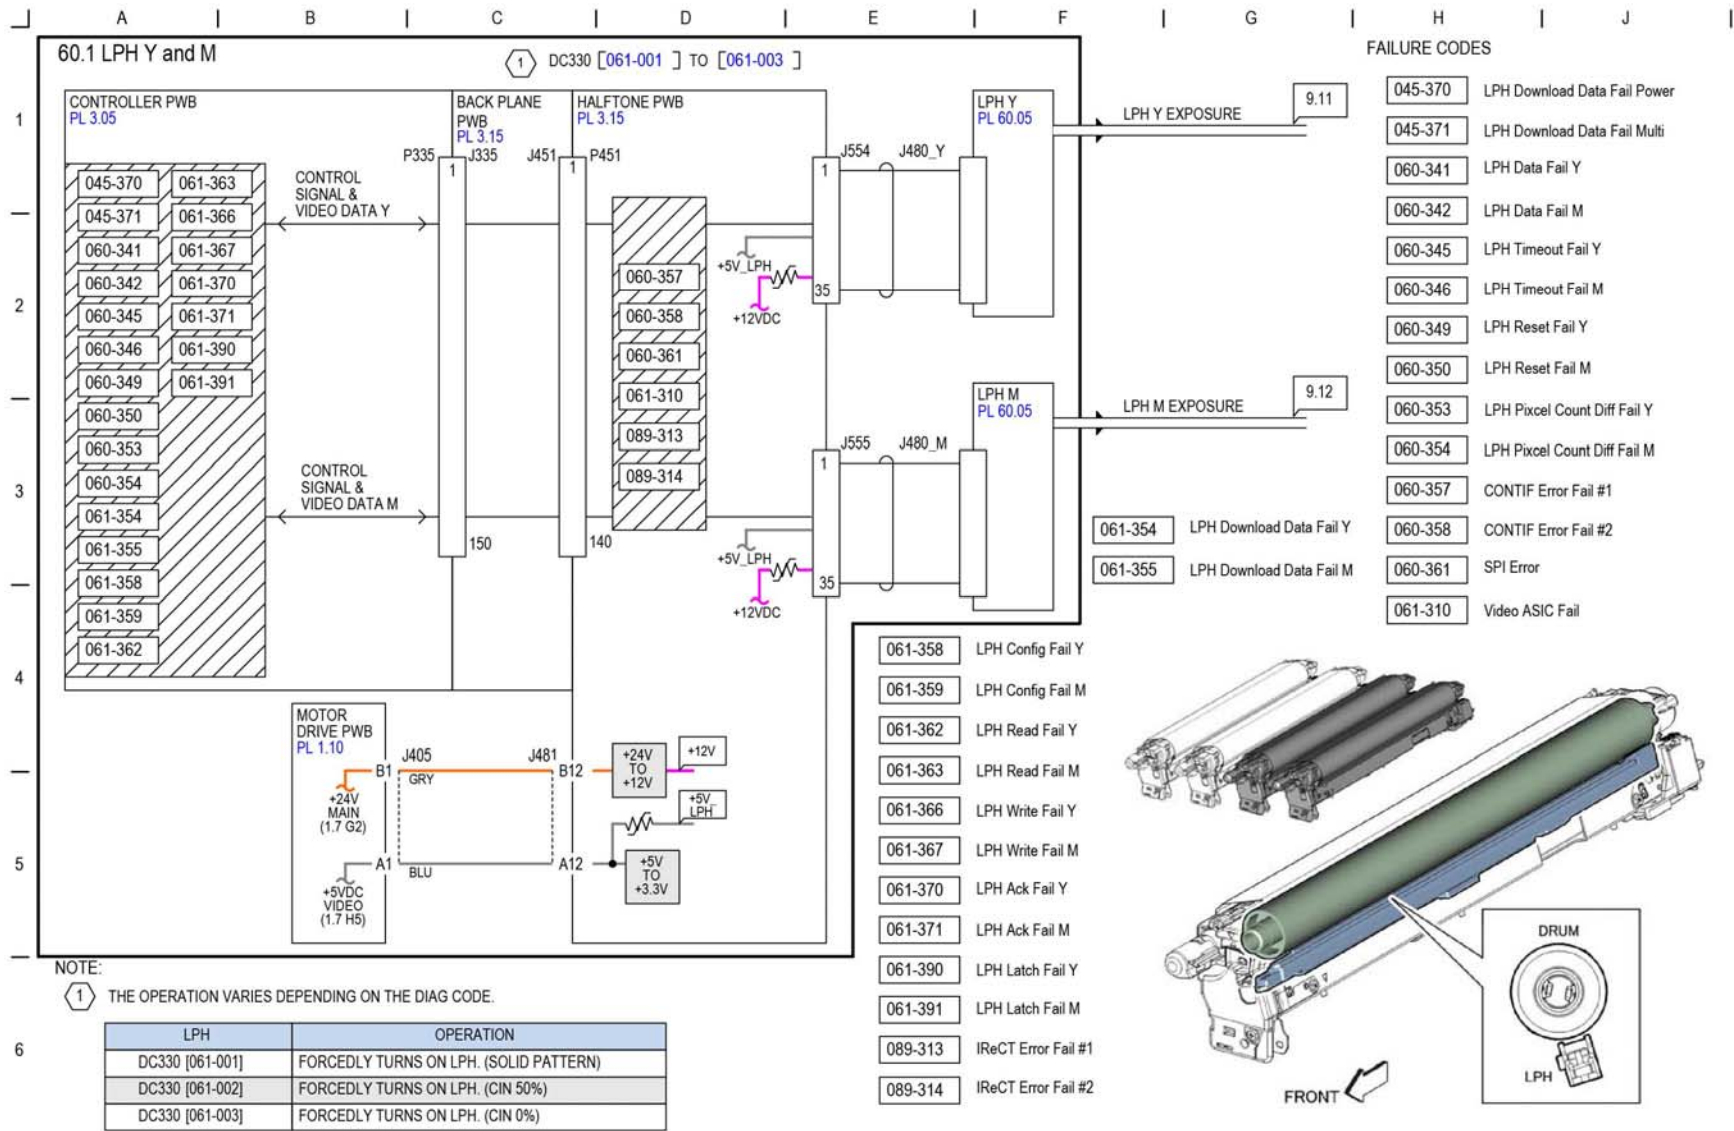 A B C D E F G H J
60.1 LPH Y and M
1 DC330 [061-001 ] TO [061-003 ]
FAILURE CODES
1
2
3
4
5
6
CONTROLLER PWB
PL 3.05
BACK PLANE
PWB
PL 3.15
HALFTONE PWB
PL 3.15
P335 J335
J451 P451
1
1
150
140
045-370 061-363
045-371 061-366
060-341 061-367
060-342 061-370
060-345 061-371
060-346 061-390
060-349 061-391
060-350
060-353
060-354
061-354
061-355
061-358
061-359
061-362
CONTROL
SIGNAL &
VIDEO DATA Y
CONTROL
SIGNAL &
VIDEO DATA M
060-357
060-358
060-361
061-310
089-313
089-314
+5V_LPH
+12VDC
J554 J480_Y
1
35
LPH Y
PL 60.05
LPH Y EXPOSURE
9.11
+5V_LPH
+12VDC
J555 J480_M
1
35
LPH M
PL 60.05
LPH M EXPOSURE
9.12
MOTOR
DRIVE PWB
PL 1.10
J405 J481
B1 GRY B12
+24V
MAIN
(1.7 G2)
A1 BLU A12
+5VDC
VIDEO
(1.7 H5)
+24V
TO
+12V
+12V
+5V_
LPH
+5V
TO
+3.3V
045-370 LPH Download Data Fail Power
045-371 LPH Download Data Fail Multi
060-341 LPH Data Fail Y
060-342 LPH Data Fail M
060-345 LPH Timeout Fail Y
060-346 LPH Timeout Fail M
060-349 LPH Reset Fail Y
060-350 LPH Reset Fail M
060-353 LPH Pixcel Count Diff Fail Y
060-354 LPH Pixcel Count Diff Fail M
060-357 CONTIF Error Fail #1
060-358 CONTIF Error Fail #2
060-361 SPI Error
061-310 Video ASIC Fail
061-354 LPH Download Data Fail Y
061-355 LPH Download Data Fail M
061-358 LPH Config Fail Y
061-359 LPH Config Fail M
061-362 LPH Read Fail Y
061-363 LPH Read Fail M
061-366 LPH Write Fail Y
061-367 LPH Write Fail M
061-370 LPH Ack Fail Y
061-371 LPH Ack Fail M
061-390 LPH Latch Fail Y
061-391 LPH Latch Fail M
089-313 IReCT Error Fail #1
089-314 IReCT Error Fail #2
DRUM
LPH
FRONT
NOTE:
1 THE OPERATION VARIES DEPENDING ON THE DIAG CODE.
LPH OPERATION
DC330 [061-001] FORCEDLY TURNS ON LPH. (SOLID PATTERN)
DC330 [061-002] FORCEDLY TURNS ON LPH. (CIN 50%)
DC330 [061-003] FORCEDLY TURNS ON LPH. (CIN 0%)